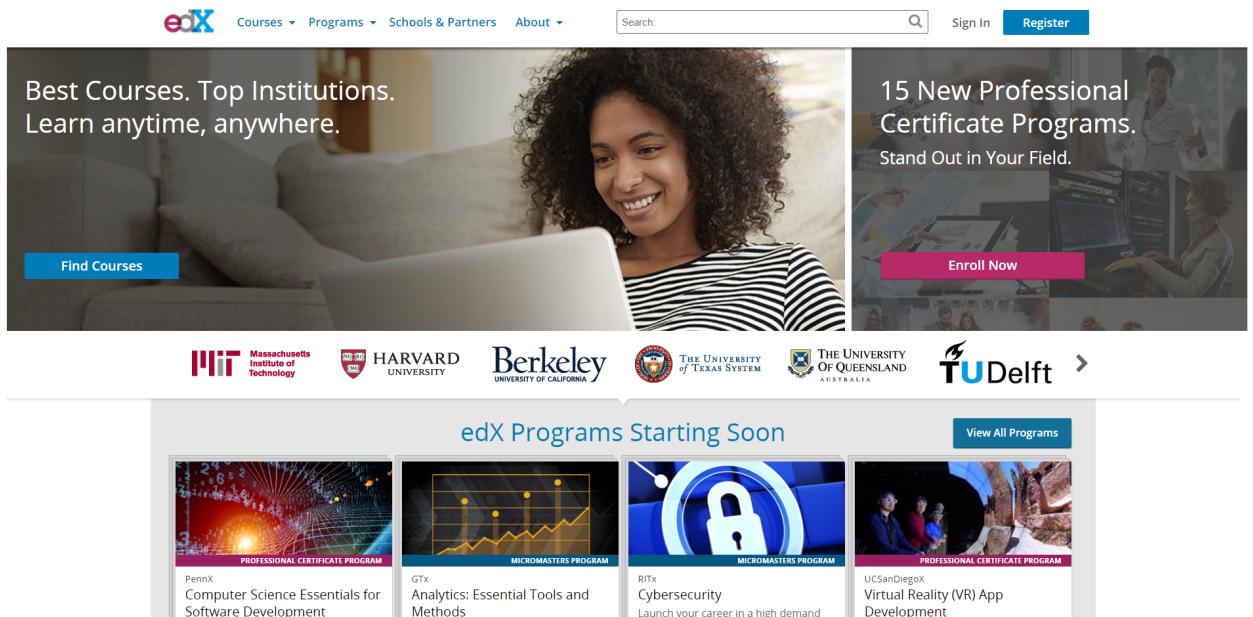 edX
Courses
Programs
Schools & Partners
About
Search:
Sign In
Register
Best Courses. Top Institutions.
Learn anytime, anywhere.
Find Courses
15 New Professional
Certificate Programs.
Stand Out in Your Field.
Enroll Now
MIT
Massachusetts
Institute of
Technology
HARVARD
UNIVERSITY
Berkeley
UNIVERSITY OF CALIFORNIA
THE UNIVERSITY
of TEXAS SYSTEM
THE UNIVERSITY
OF QUEENSLAND
AUSTRALIA
TUDelft
edX Programs Starting Soon
View All Programs
PROFESSIONAL CERTIFICATE PROGRAM
PennX
Computer Science Essentials for
Software Development
MICROMASTERS PROGRAM
GTx
Analytics: Essential Tools and
Methods
MICROMASTERS PROGRAM
RITx
Cybersecurity
Launch your career in a high demand
PROFESSIONAL CERTIFICATE PROGRAM
UCSanDiegoX
Virtual Reality (VR) App
Development